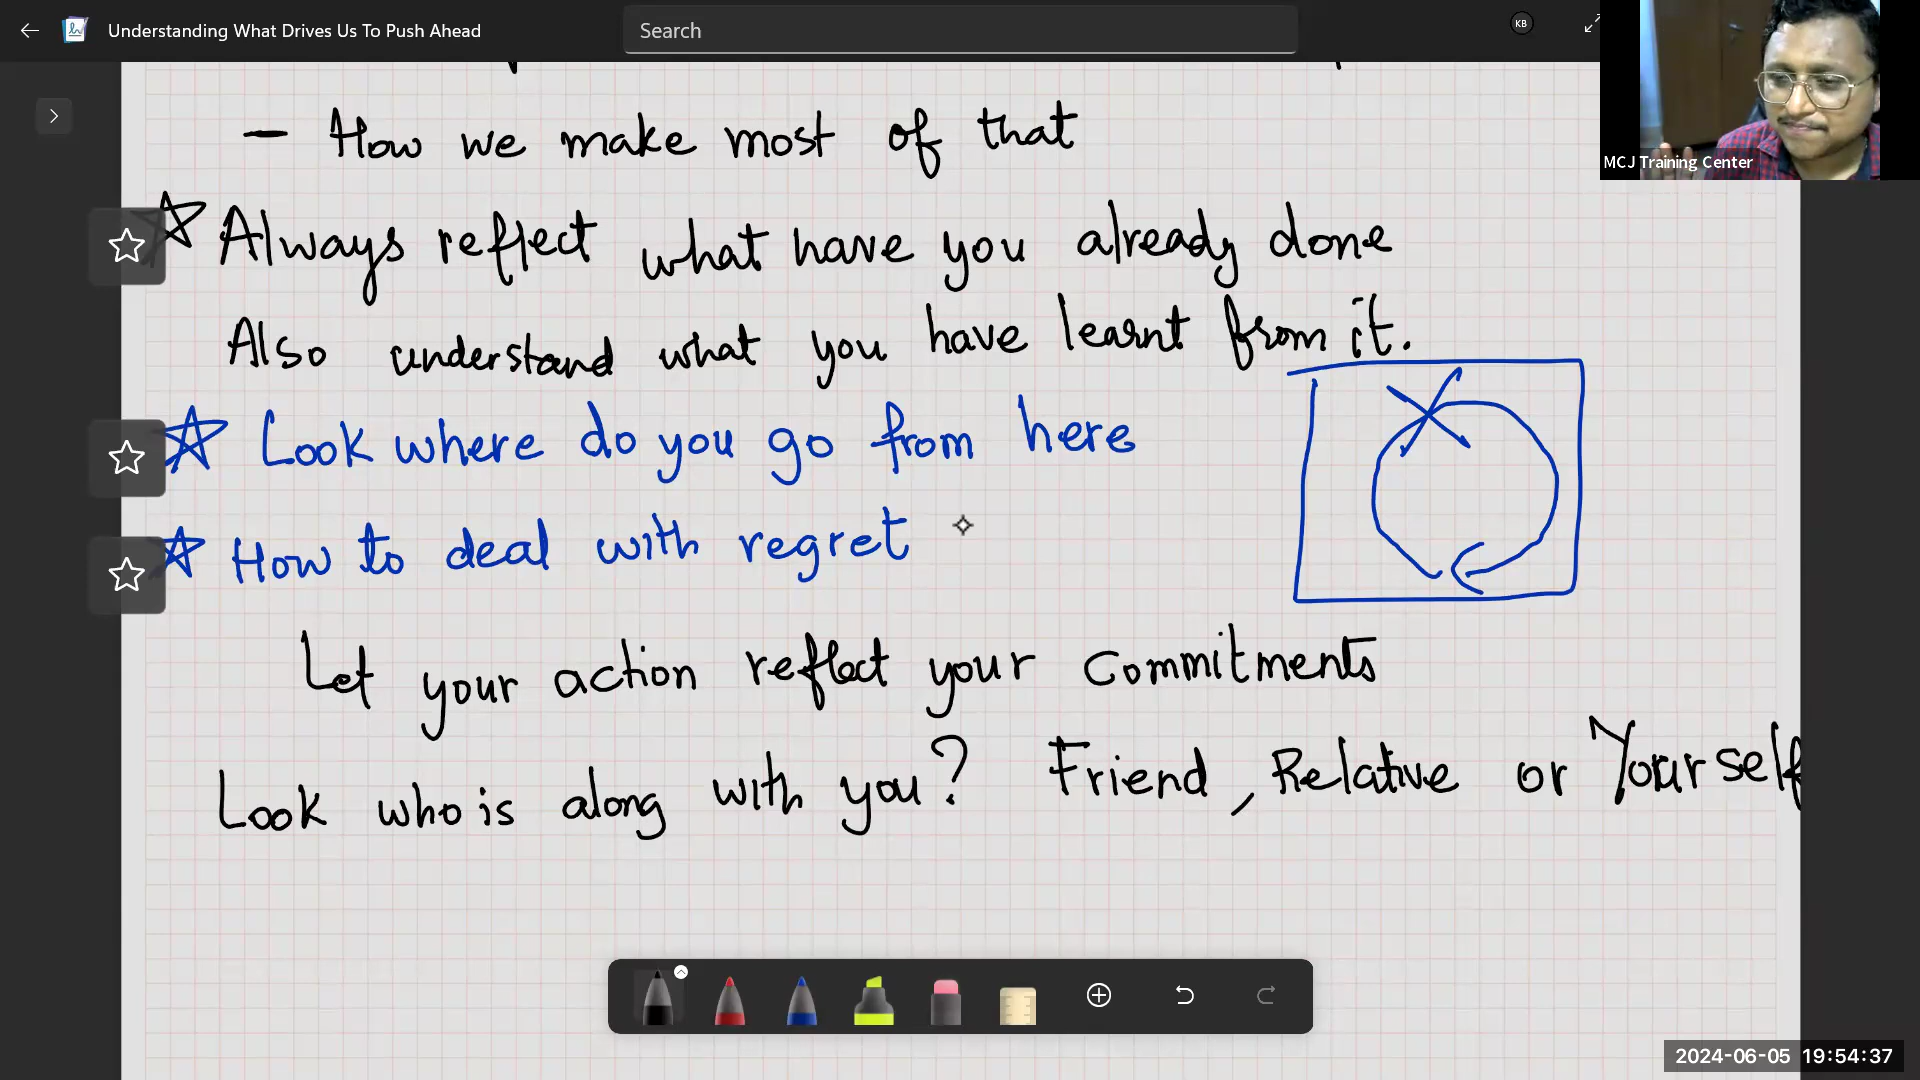 Understanding What Drives Us To Push Ahead
Search
KB
MCJ Training Center
— How we make most of that
Always reflect what have you already done
Also understand what you have learnt from it.
Look where do you go from here
How to deal with regret
Let your action reflect your commitments
Look who is along with you? Friend, Relative or Yourself
2024-06-05 19:54:37